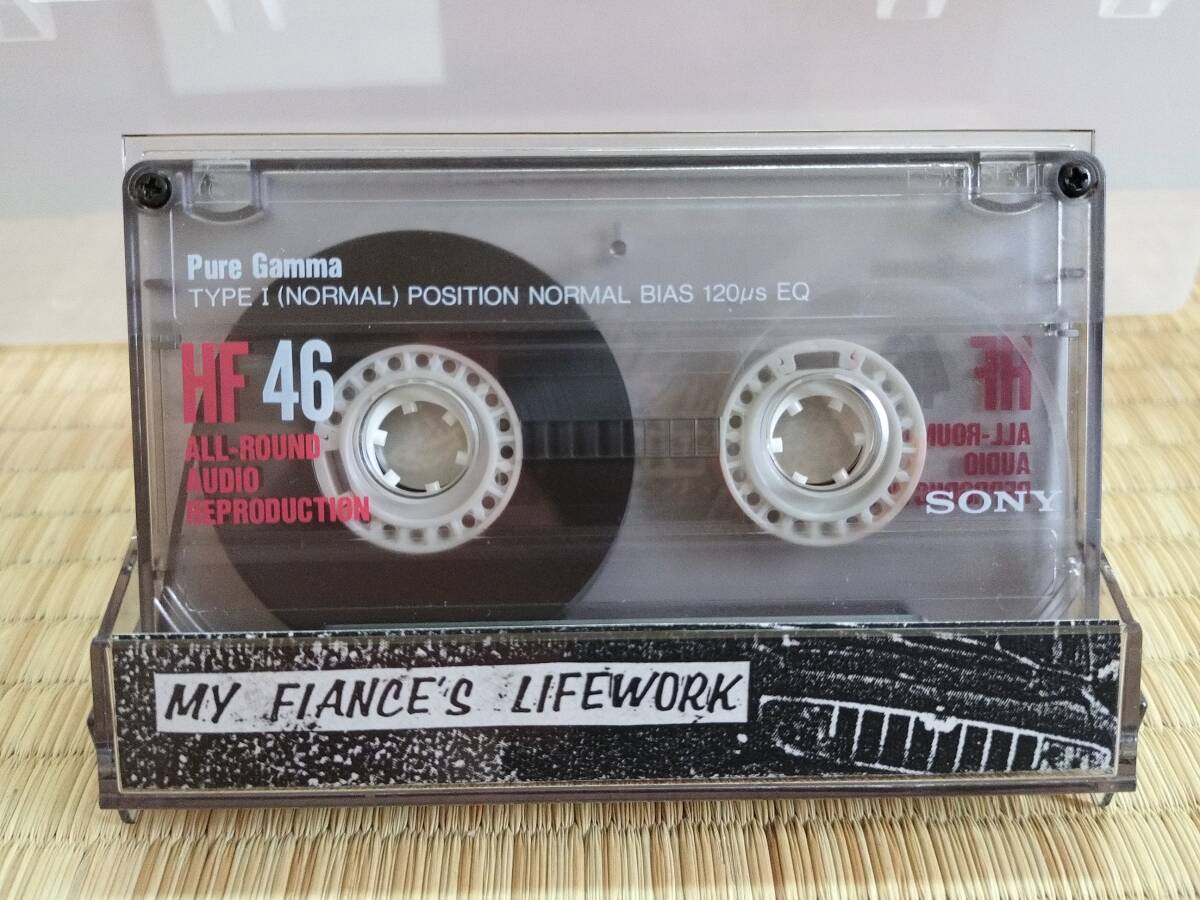 Pure Gamma
TYPE I (NORMAL) POSITION NORMAL BIAS 120µs EQ
HF 46
ALL-ROUND
AUDIO
REPRODUCTION
HF
ALL-ROUN
AUDIO
SONY
MY FIANCE'S LIFEWORK